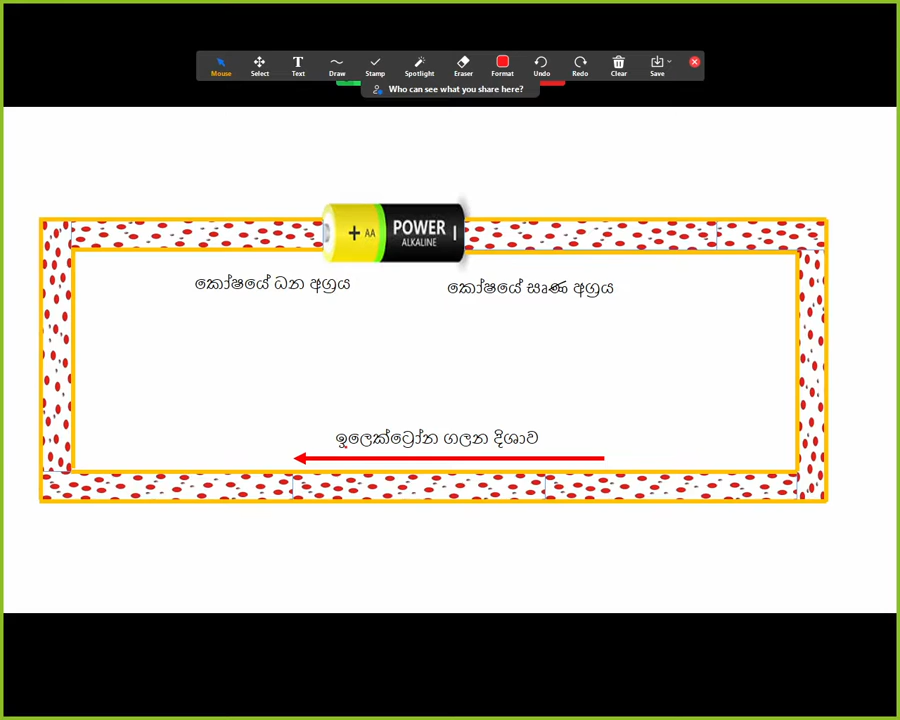 Mouse Select Text Draw Stamp Spotlight Eraser Format Undo Redo Clear Save
Who can see what you share here?
+ AA POWER
ALKALINE
කෝෂයේ ධන අග්‍රය
කෝෂයේ සෘණ අග්‍රය
ඉලෙක්ට්‍රෝන ගලන දිශාව